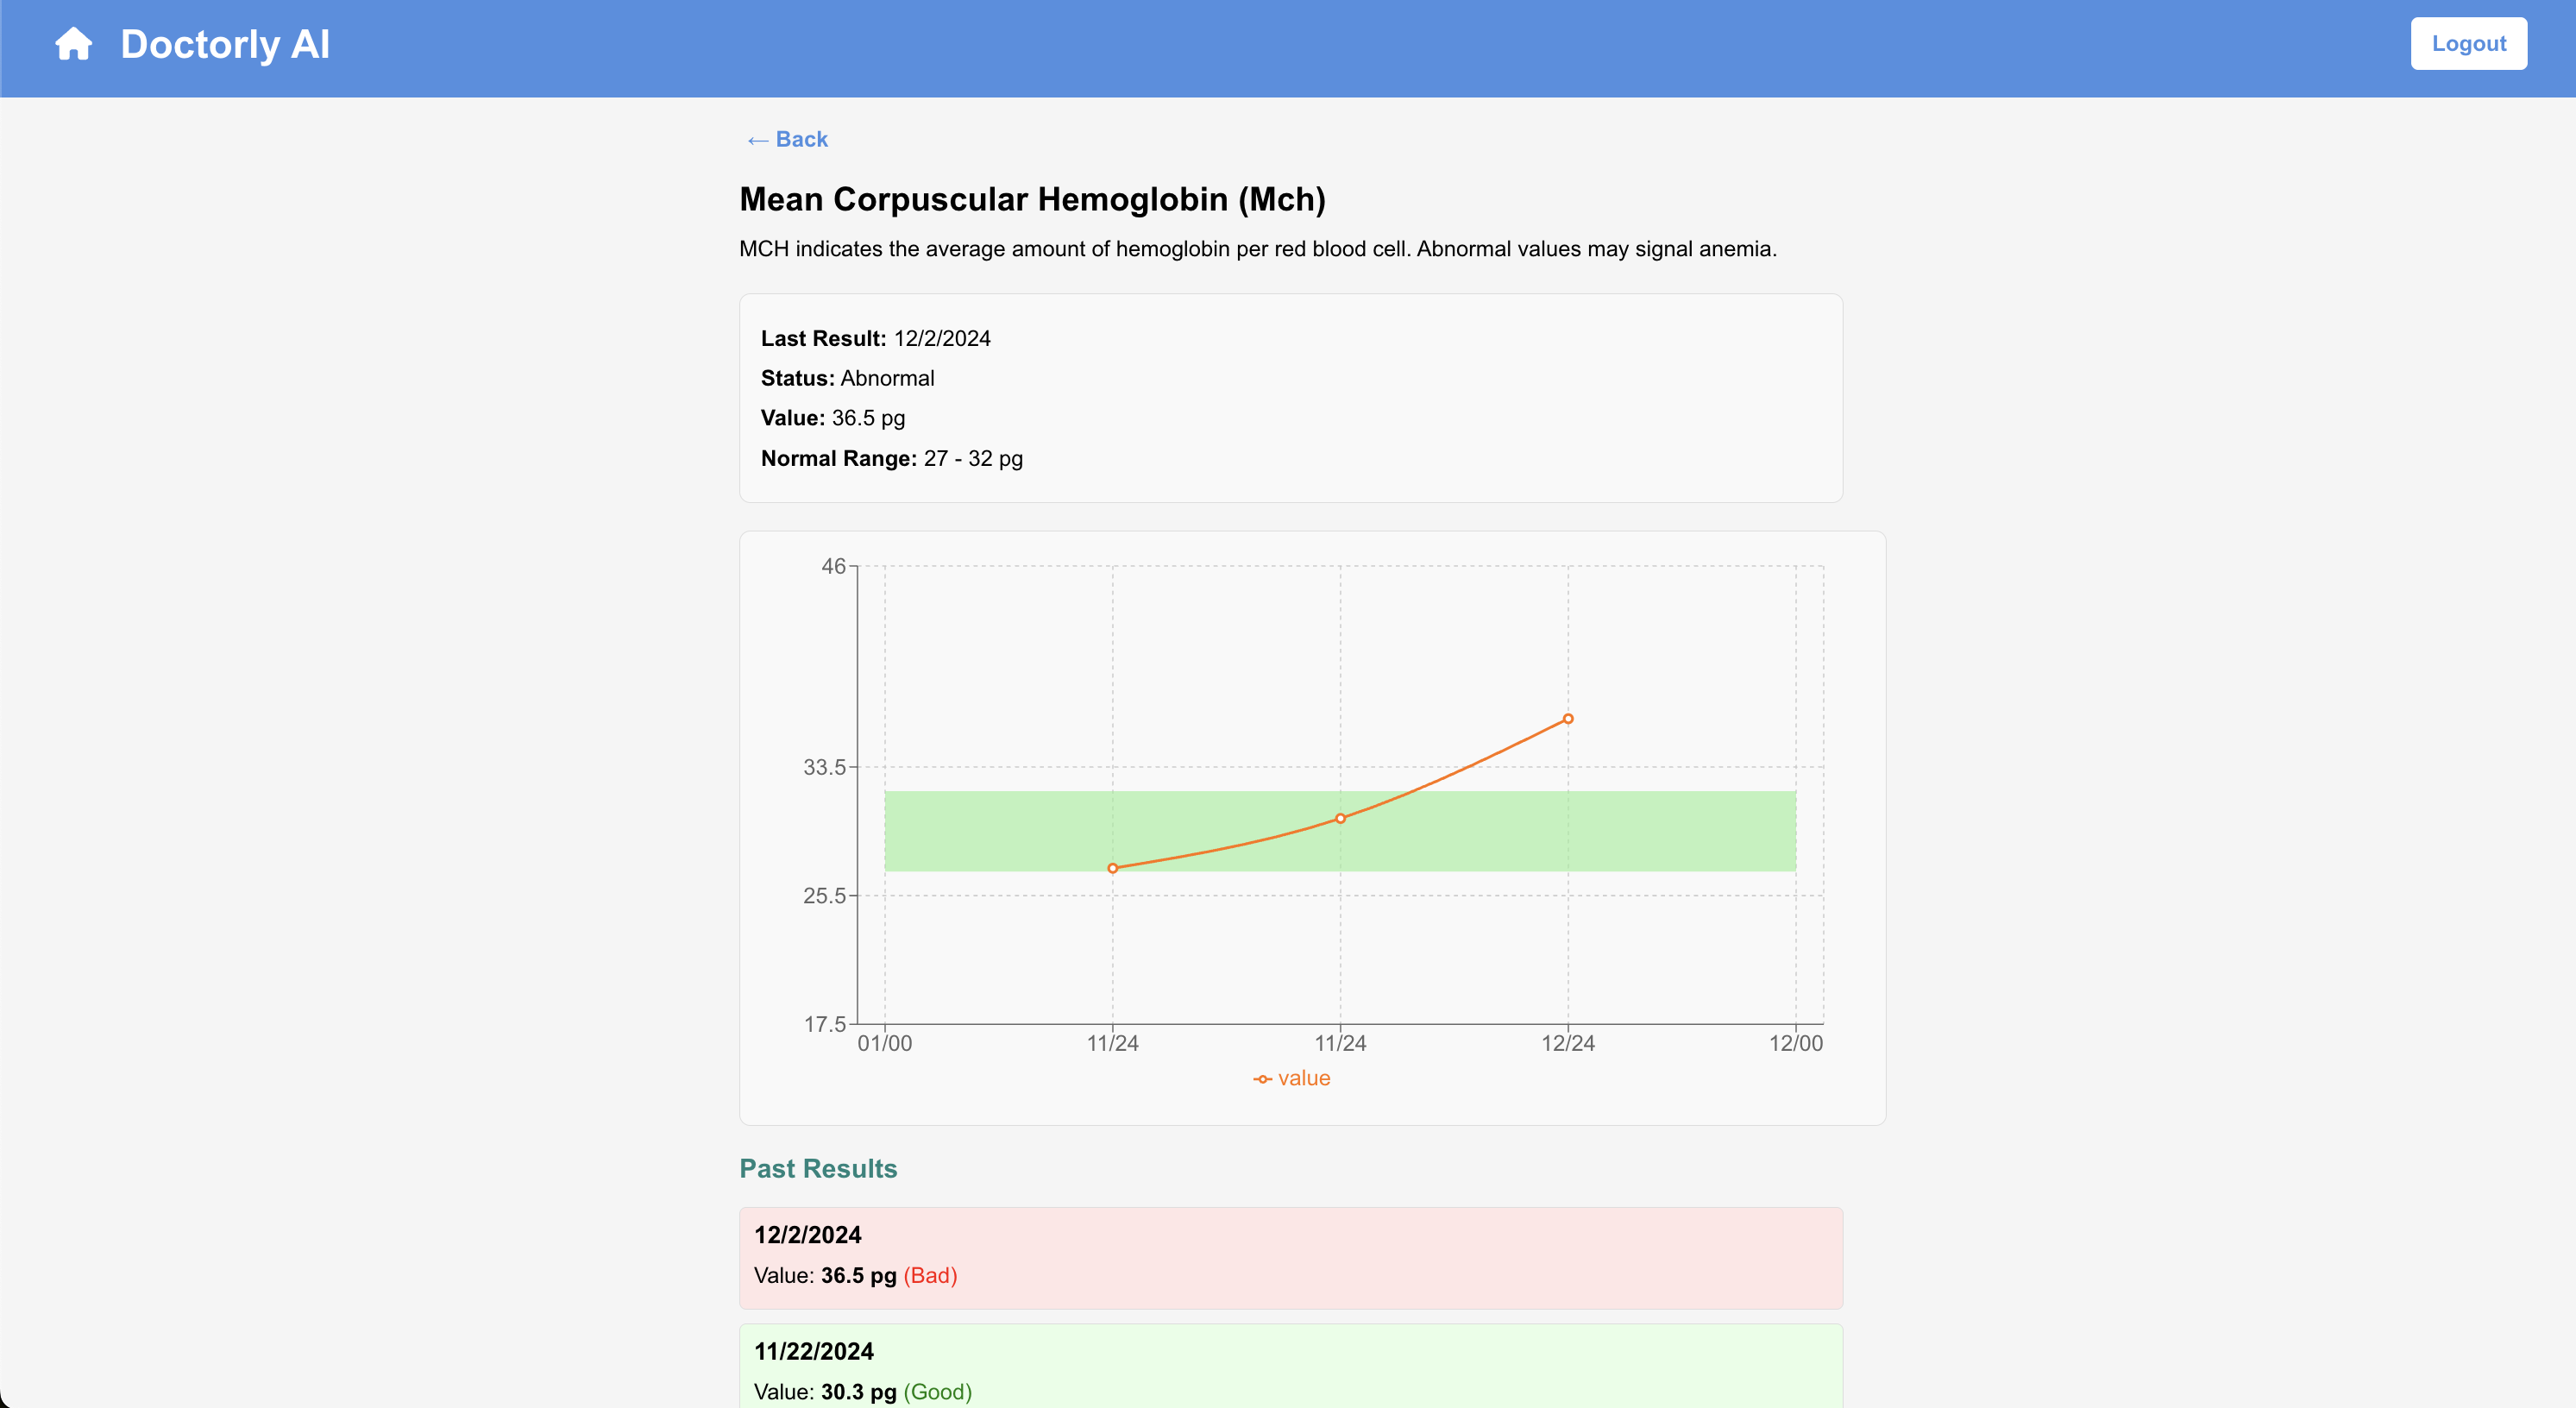 Doctorly AI
Logout
← Back
Mean Corpuscular Hemoglobin (Mch)
MCH indicates the average amount of hemoglobin per red blood cell. Abnormal values may signal anemia.
Last Result: 12/2/2024
Status: Abnormal
Value: 36.5 pg
Normal Range: 27 - 32 pg
46
33.5
25.5
17.5
01/00 11/24 11/24 12/24 12/00
value
Past Results
12/2/2024
Value: 36.5 pg (Bad)
11/22/2024
Value: 30.3 pg (Good)